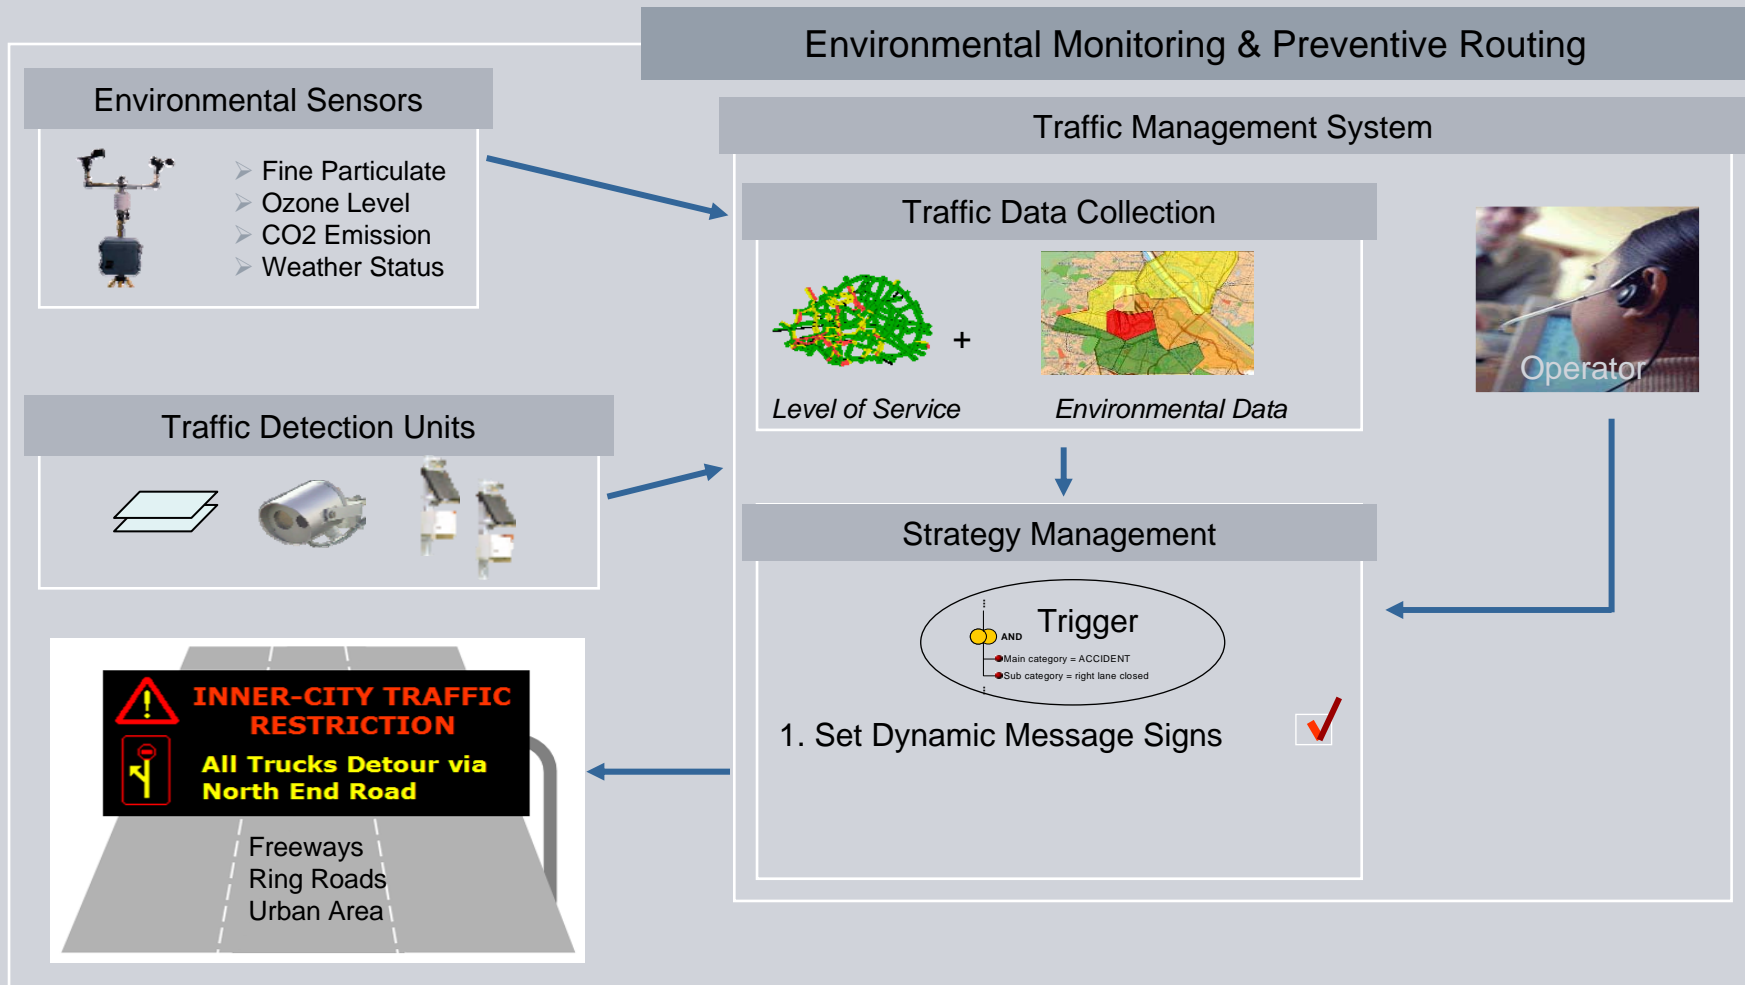 Environmental Monitoring & Preventive Routing
Environmental Sensors
Fine Particulate
Ozone Level
CO2 Emission
Weather Status
Traffic Management System
Traffic Data Collection
+
Level of Service
Environmental Data
Operator
Traffic Detection Units
Strategy Management
Trigger
AND
Main category = ACCIDENT
Sub category = right lane closed
1. Set Dynamic Message Signs
INNER-CITY TRAFFIC
RESTRICTION
All Trucks Detour via
North End Road
Freeways
Ring Roads
Urban Area